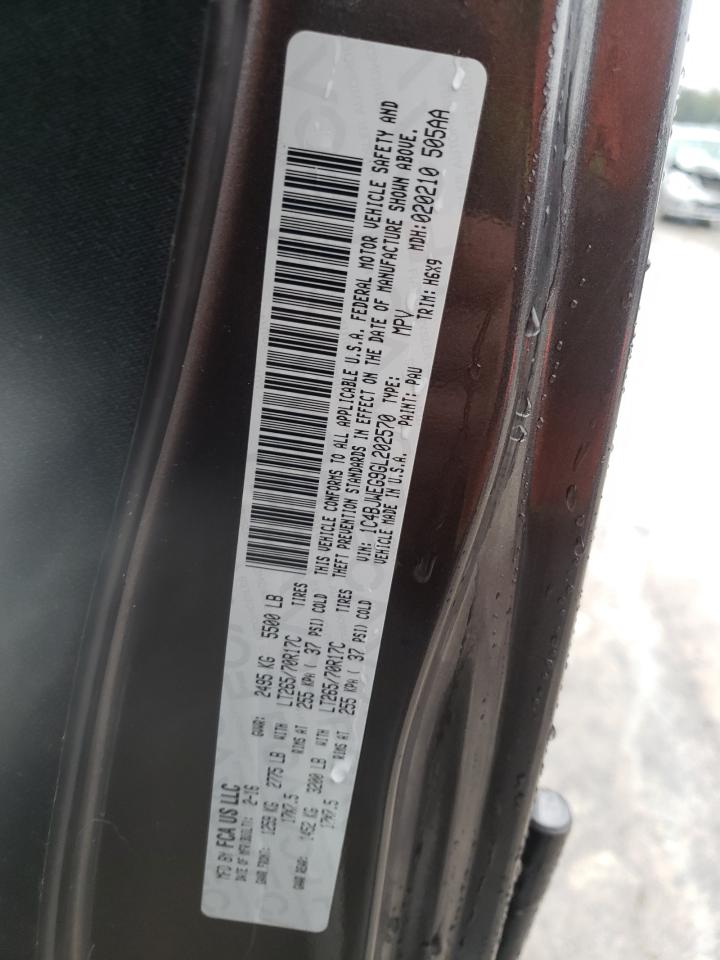 MFD BY FCA US LLC
DATE OF MFR(BUILT): 2-16 GVWR: 2495 KG 5500 LB
GAWR FRONT: 1259 KG 2775 LB WITH LT265/70R17C TIRES
17X7.5 RIMS AT 255 KPA ( 37 PSI) COLD
GAWR REAR: 1452 KG 3200 LB WITH LT265/70R17C TIRES
17X7.5 RIMS AT 255 KPA ( 37 PSI) COLD
THIS VEHICLE CONFORMS TO ALL APPLICABLE U.S.A. FEDERAL MOTOR VEHICLE SAFETY AND
THEFT PREVENTION STANDARDS IN EFFECT ON THE DATE OF MANUFACTURE SHOWN ABOVE.
VIN: 1C4BJWEG9GL202570 TYPE: MPV MDH:020210 505AA
VEHICLE MADE IN U.S.A. PAINT: PAU TRIM: H6X9